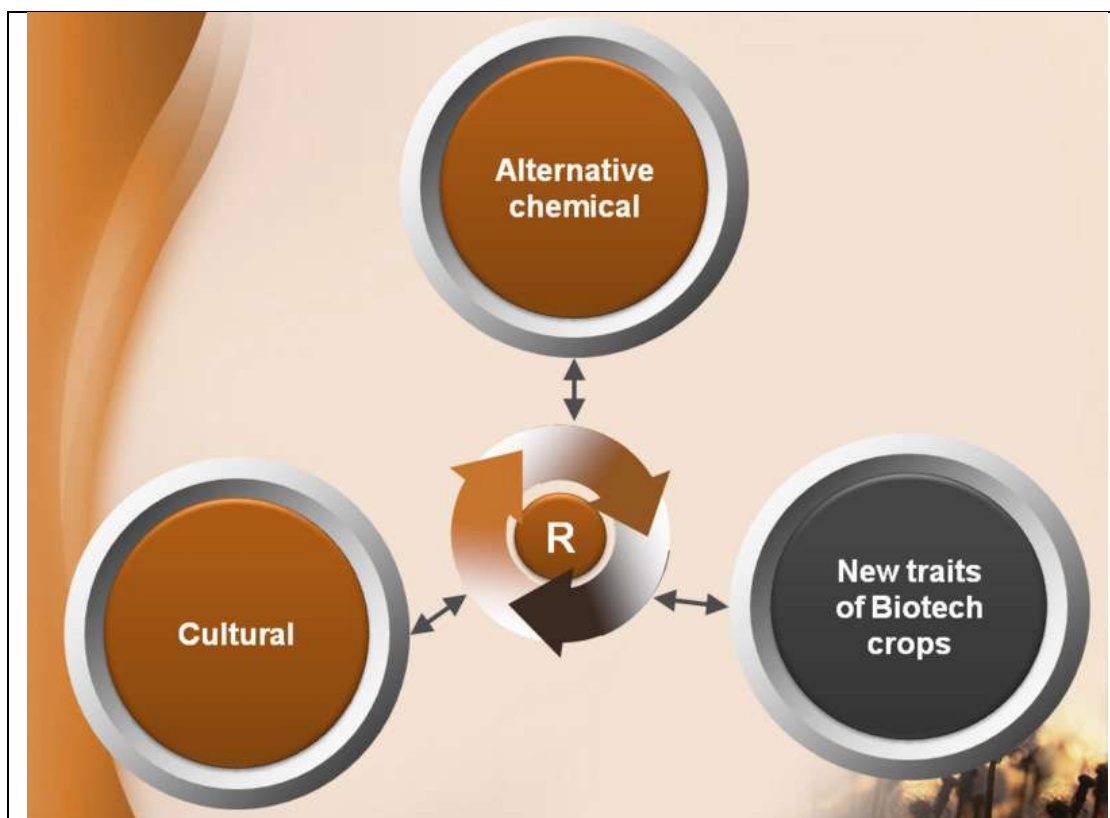 Alternative
chemical
R
Cultural
New traits
of Biotech
crops